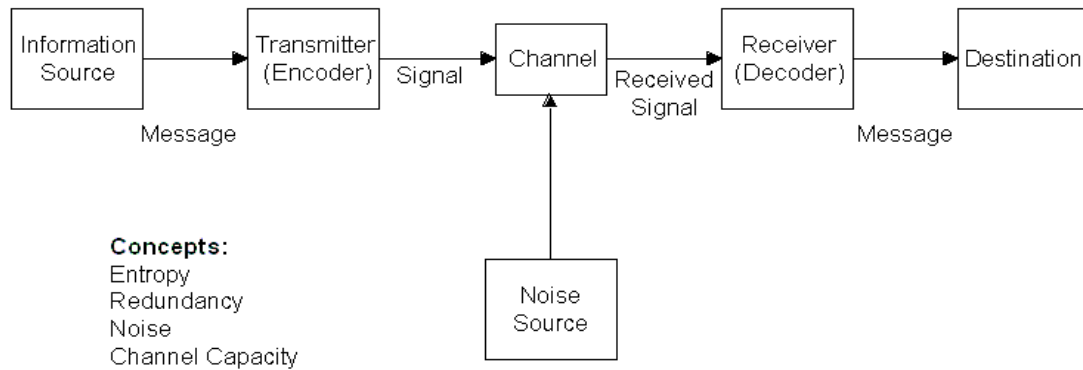 Information
Source
Message
Transmitter
(Encoder)
Signal
Channel
Received
Signal
Receiver
(Decoder)
Message
Destination
Noise
Source
Concepts:
Entropy
Redundancy
Noise
Channel Capacity